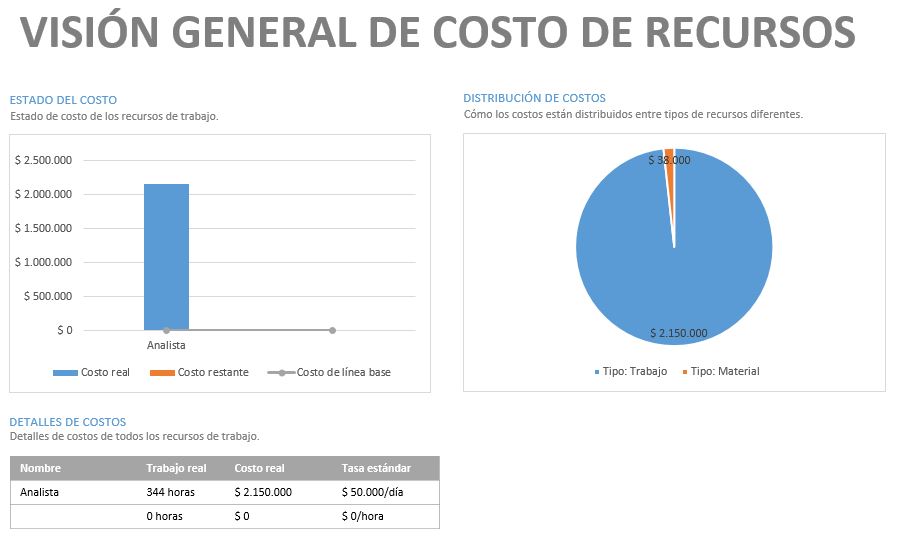 VISIÓN GENERAL DE COSTO DE RECURSOS
ESTADO DEL COSTO
Estado de costo de los recursos de trabajo.
$ 2.500.000
$ 2.000.000
$ 1.500.000
$ 1.000.000
$ 500.000
$ 0
Analista
Costo real Costo restante Costo de línea base
DISTRIBUCIÓN DE COSTOS
Cómo los costos están distribuidos entre tipos de recursos diferentes.
$ 38.000
$ 2.150.000
Tipo: Trabajo Tipo: Material
DETALLES DE COSTOS
Detalles de costos de todos los recursos de trabajo.
Nombre Trabajo real Costo real Tasa estándar
Analista 344 horas $ 2.150.000 $ 50.000/día
0 horas $ 0 $ 0/hora